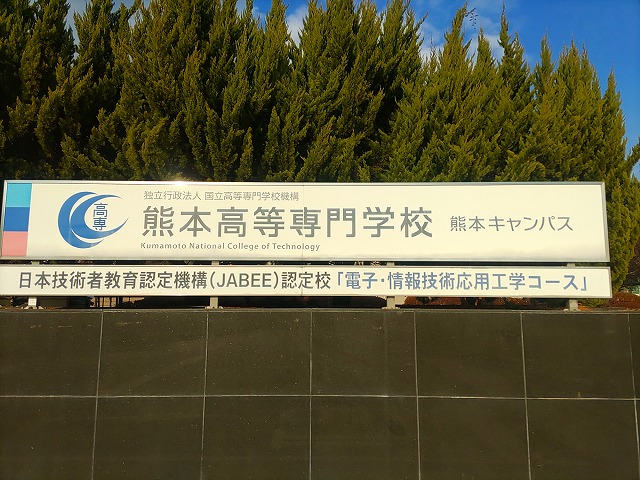 高専
独立行政法人 国立高等専門学校機構
熊本高等専門学校 熊本キャンパス
Kumamoto National College of Technology
日本技術者教育認定機構(JABEE)認定校「電子・情報技術応用工学コース」